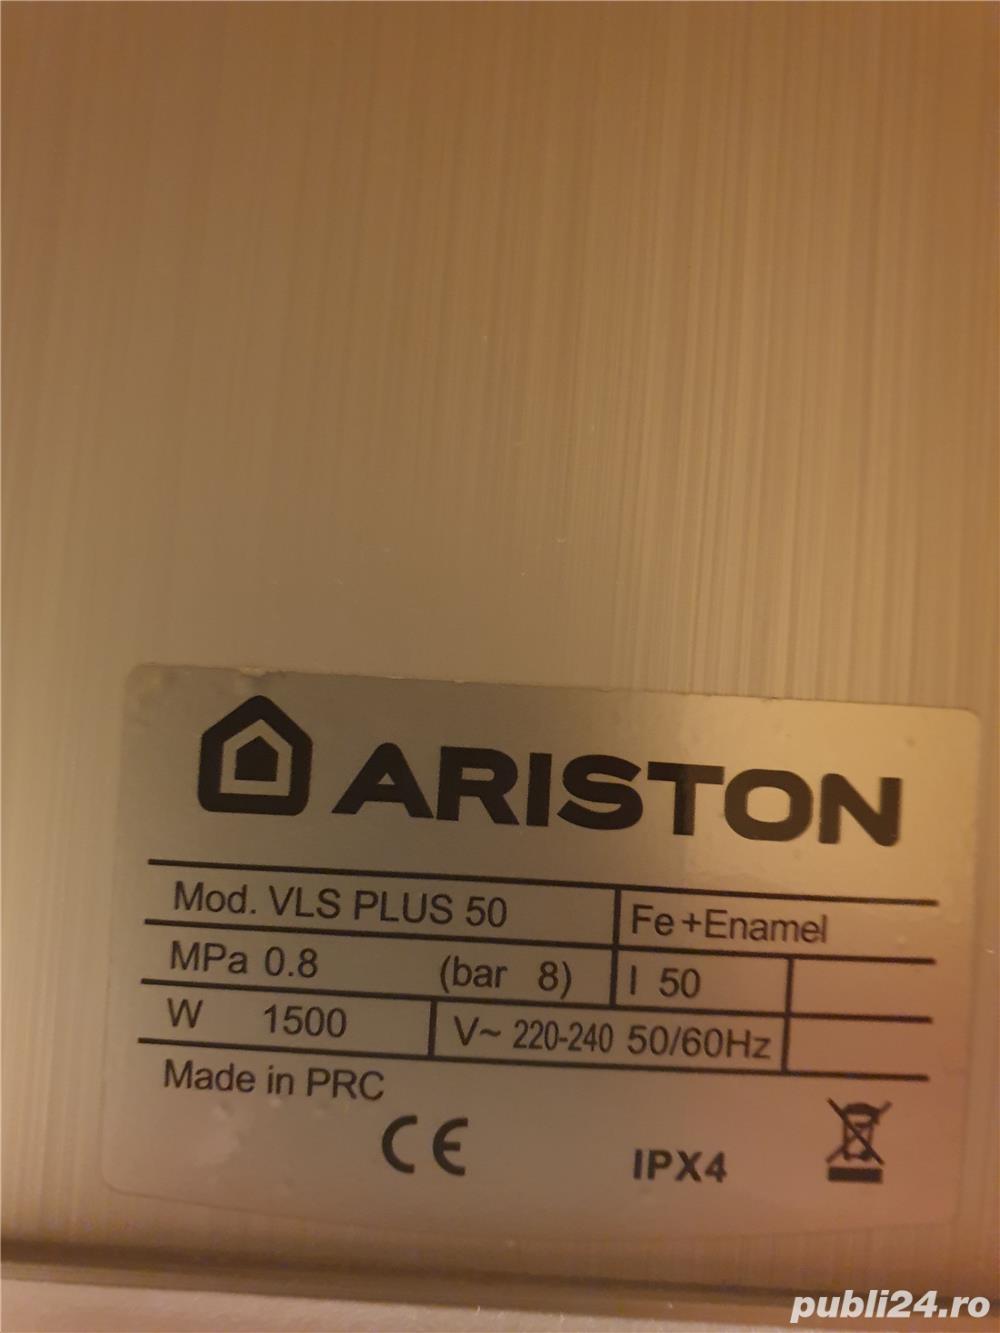 ARISTON
Mod. VLS PLUS 50 Fe+Enamel
MPa 0.8 (bar 8) l 50
W 1500 V~ 220-240 50/60Hz
Made in PRC
CE IPX4
publi24.ro